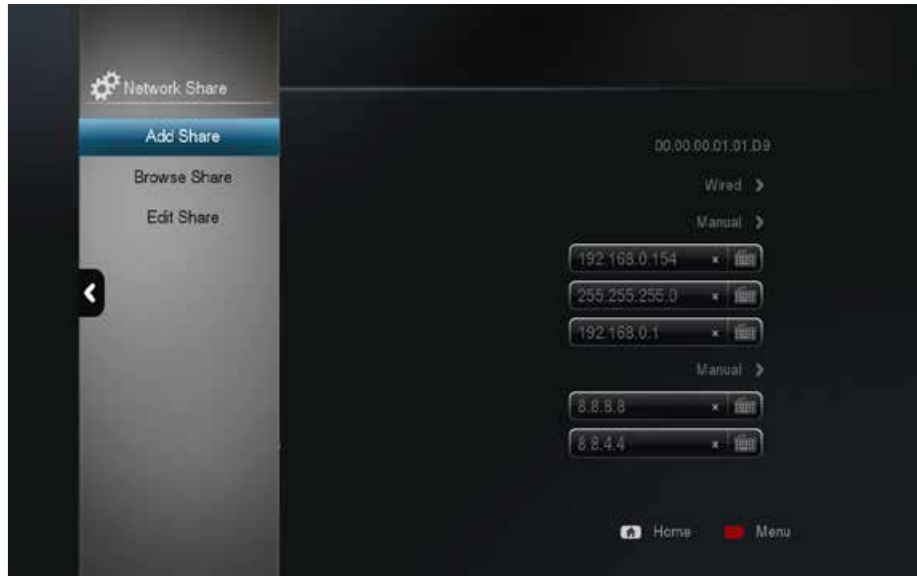 Network Share
Add Share
Browse Share
Edit Share
00.00.00.01.01.D9
Wired
Manual
192.168.0.154
255.255.255.0
192.168.0.1
Manual
8.8.8.8
8.8.4.4
Home Menu